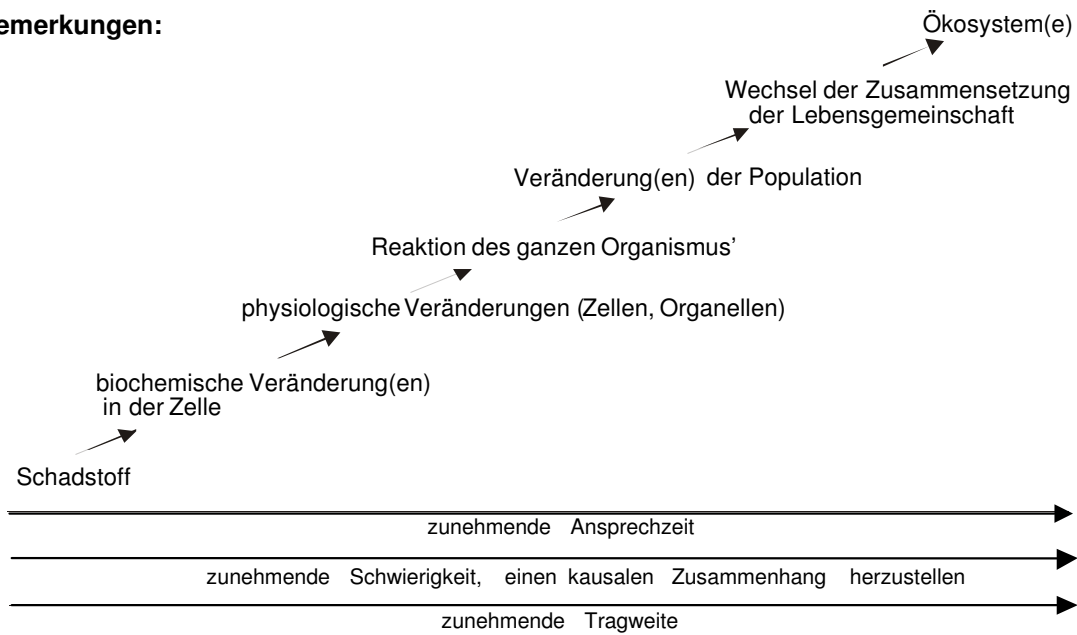 emerkungen:
Ökosystem(e)
Wechsel der Zusammensetzung
der Lebensgemeinschaft
Veränderung(en) der Population
Reaktion des ganzen Organismus’
physiologische Veränderungen (Zellen, Organellen)
biochemische Veränderung(en)
in der Zelle
Schadstoff
zunehmende Ansprechzeit
zunehmende Schwierigkeit, einen kausalen Zusammenhang herzustellen
zunehmende Tragweite